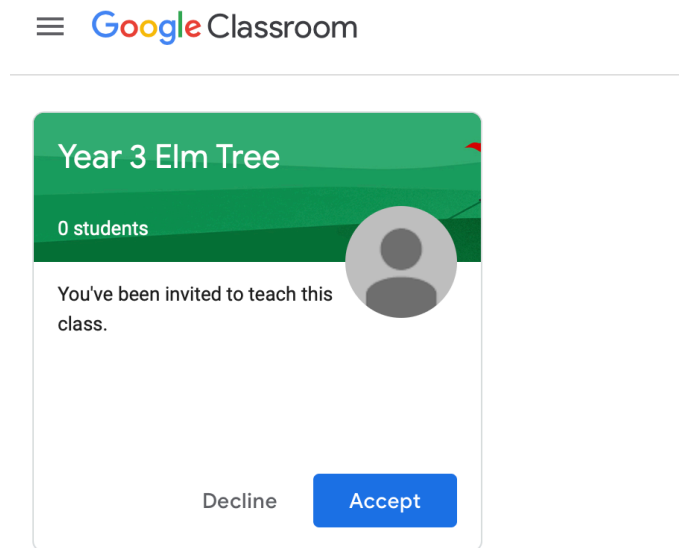 Google Classroom
Year 3 Elm Tree
0 students
You've been invited to teach this
class.
Decline Accept